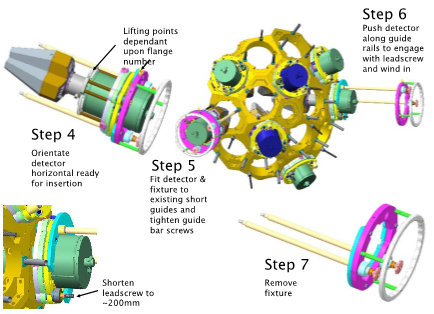 Lifting points
dependant
upon flange
number
Step 4
Orientate
detector
horizontal ready
for insertion
Step 5
Fit detector &
fixture to
existing short
guides and
tighten guide
bar screws
Step 6
Push detector
along guide
rails to engage
with leadscrew
and wind in
Shorten
leadscrew to
~200mm
Step 7
Remove
fixture